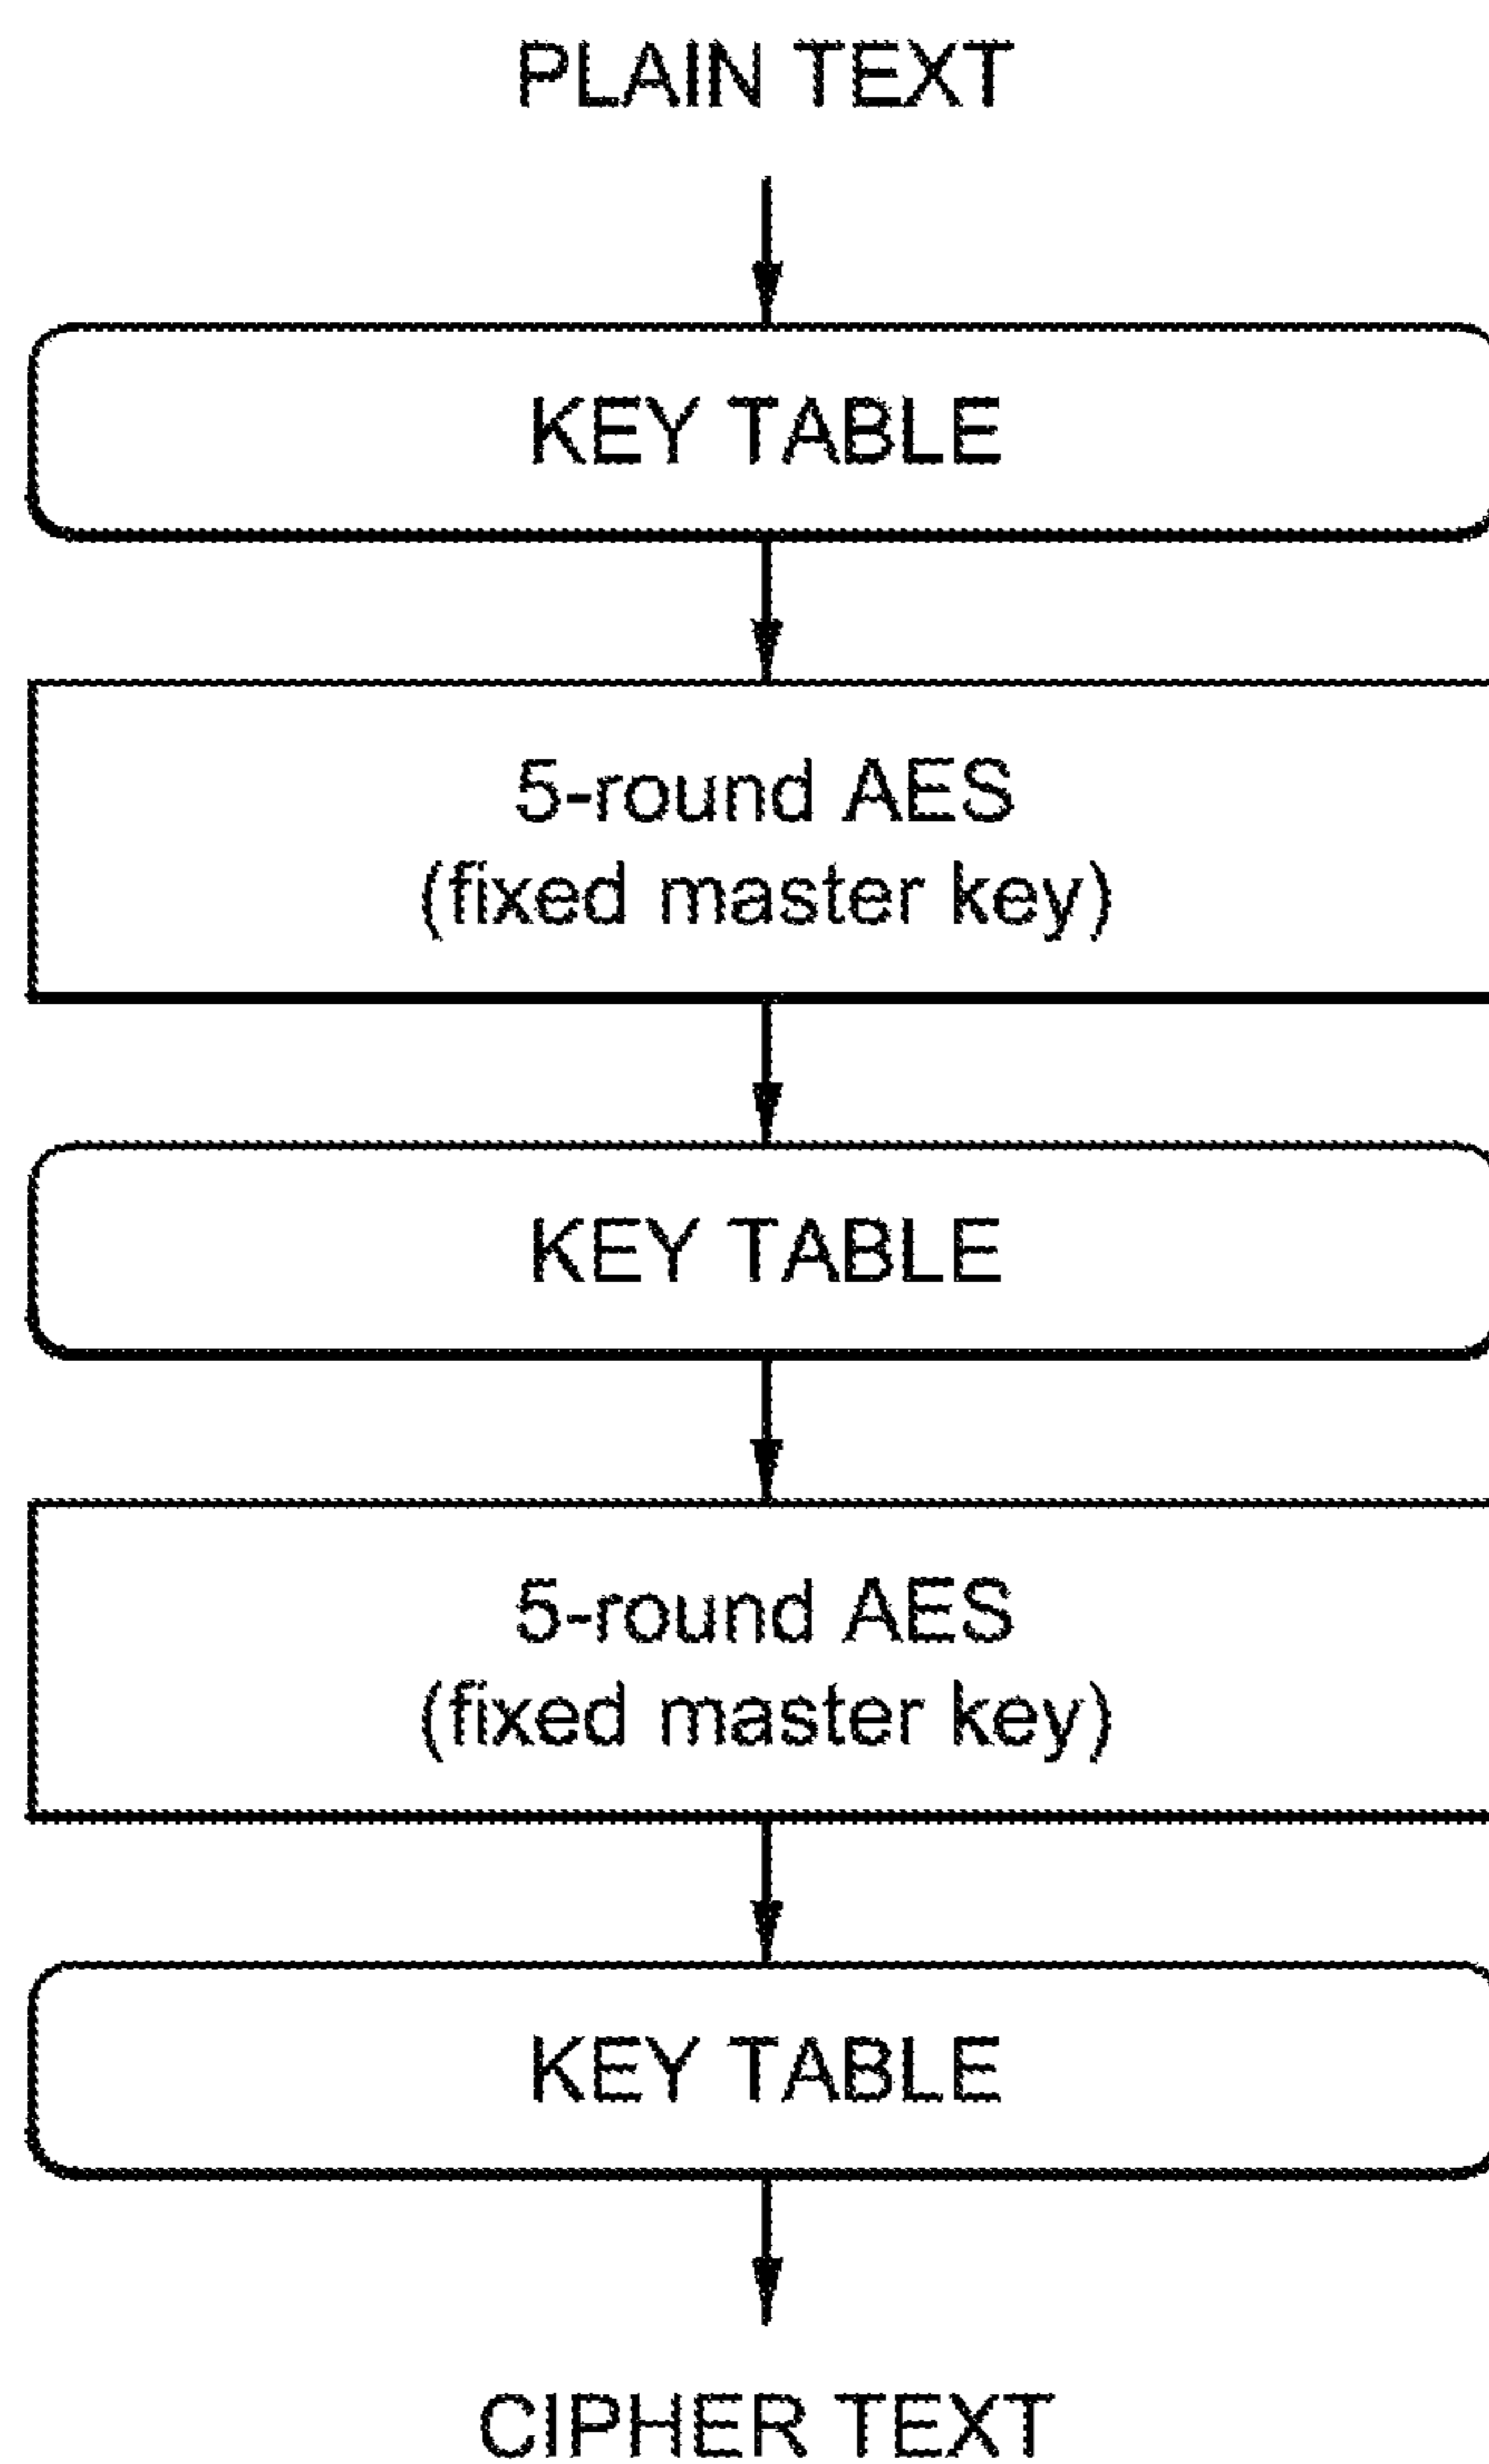 PLAIN TEXT
KEY TABLE
5-round AES
(fixed master key)
KEY TABLE
5-round AES
(fixed master key)
KEY TABLE
CIPHER TEXT